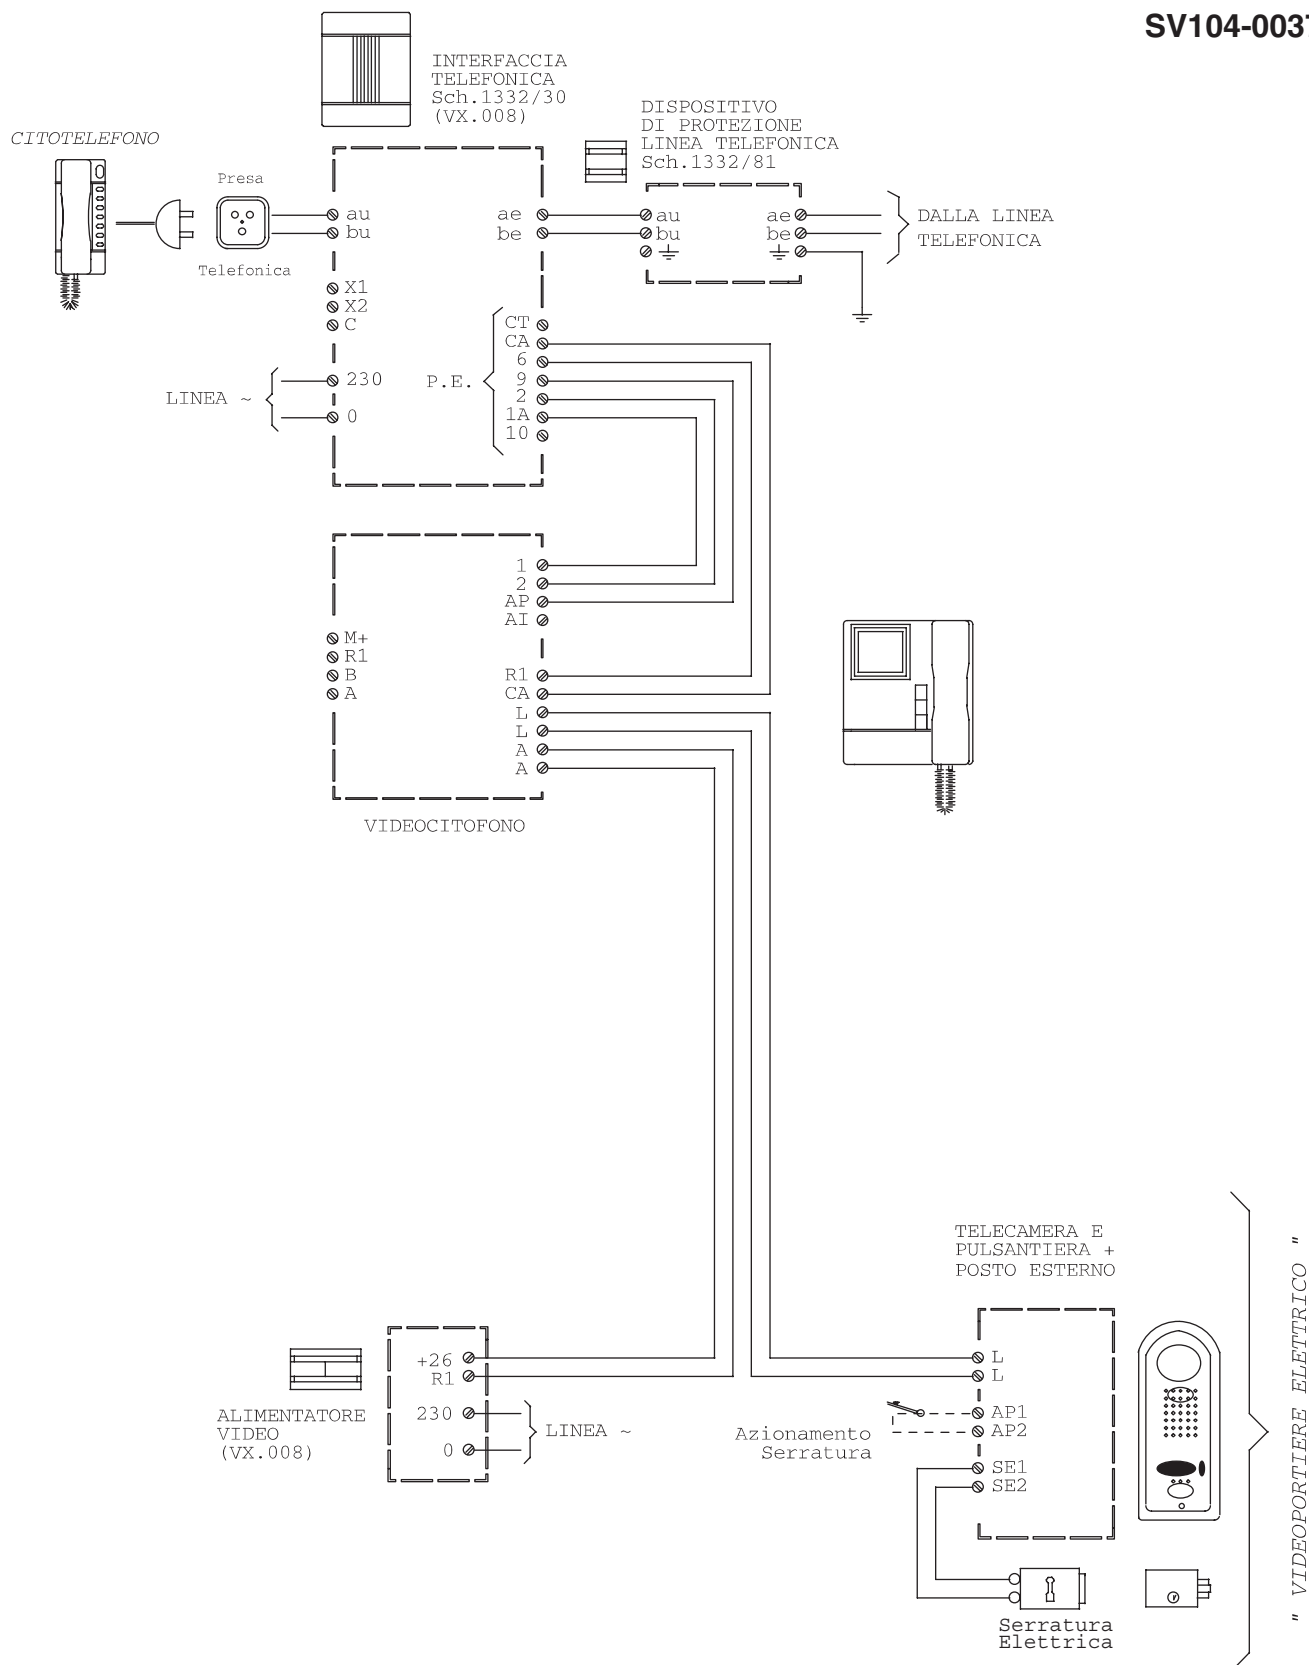 SV104-0037
INTERFACCIA
TELEFONICA
Sch.1332/30
(VX.008)
DISPOSITIVO
DI PROTEZIONE
LINEA TELEFONICA
Sch.1332/81
CITOTELEFONO
Presa
Telefonica
au
bu
X1
X2
C
230
0
LINEA ~
ae
be
P.E.
CT
CA
6
9
2
1A
10
au
bu
ae
be
DALLA LINEA
TELEFONICA
1
2
AP
AI
M+
R1
B
A
R1
CA
L
L
A
A
VIDEOCITOFONO
TELECAMERA E
PULSANTIERA +
POSTO ESTERNO
+26
R1
230
0
LINEA ~
ALIMENTATORE
VIDEO
(VX.008)
L
L
AP1
AP2
SE1
SE2
Azionamento
Serratura
Serratura
Elettrica
" VIDEOPORTIERE ELETTRICO "